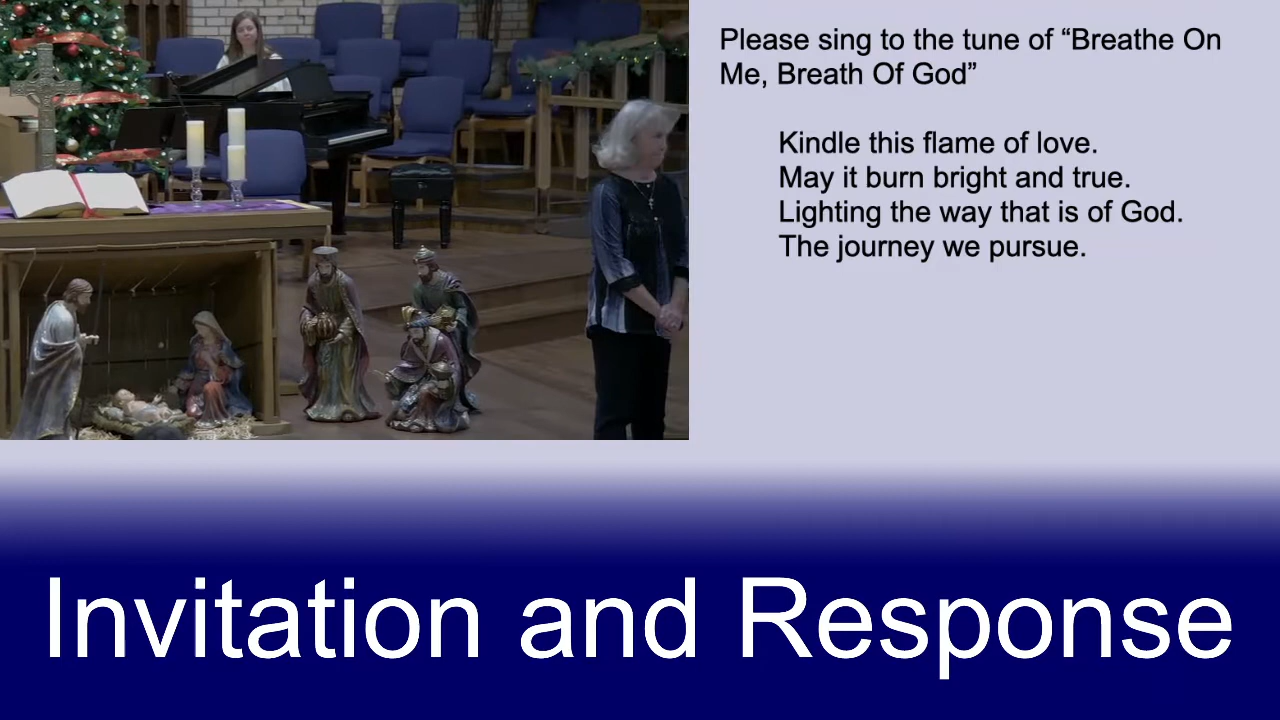 Please sing to the tune of “Breathe On
Me, Breath Of God”
Kindle this flame of love.
May it burn bright and true.
Lighting the way that is of God.
The journey we pursue.
Invitation and Response